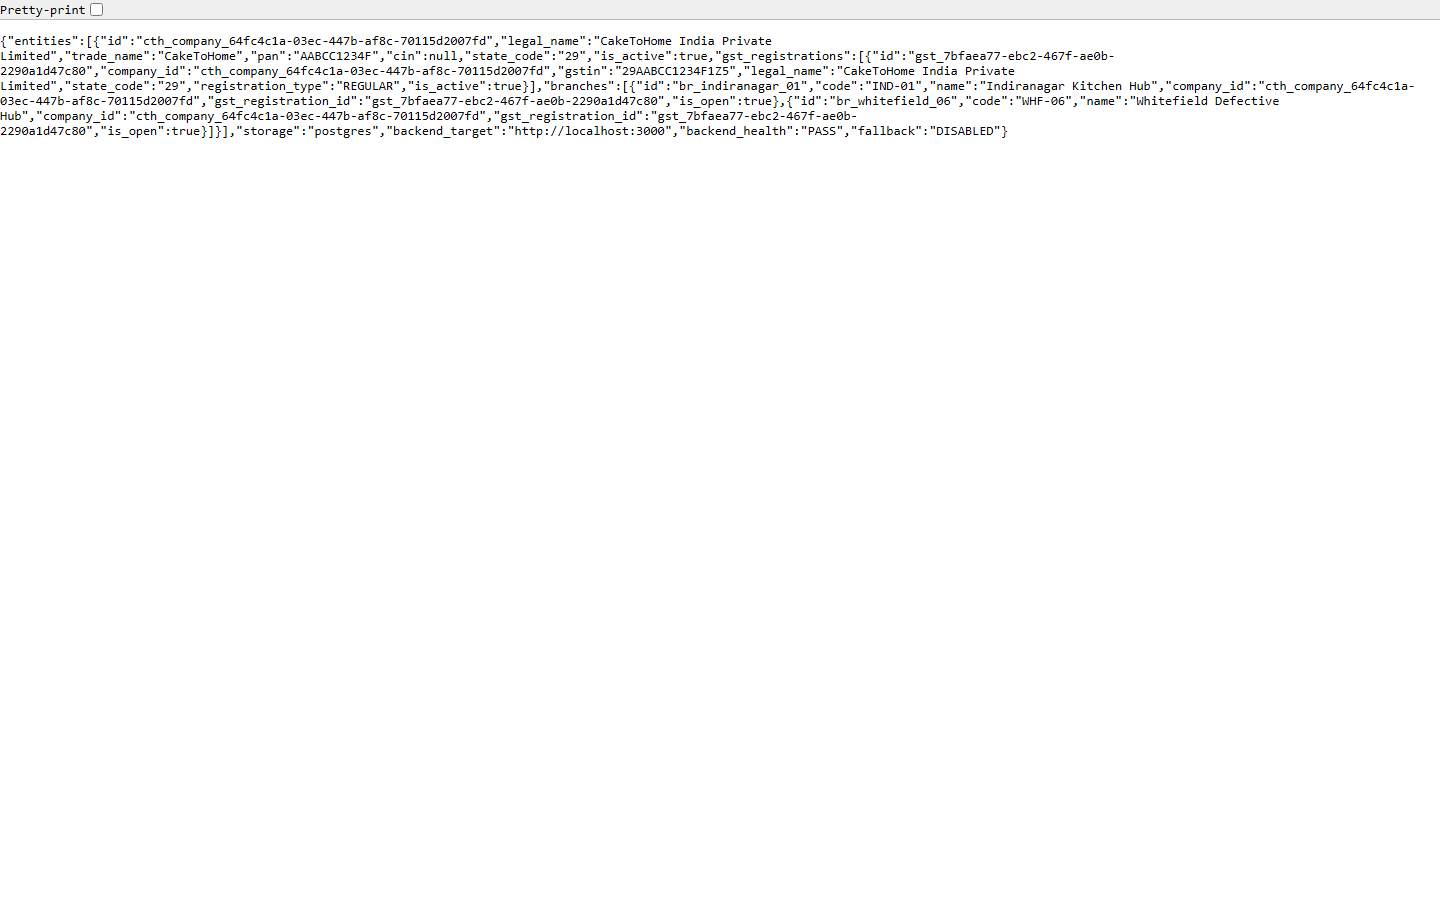 Pretty-print
{"entities":[{"id":"cth_company_64fc4c1a-03ec-447b-af8c-70115d2007fd","legal_name":"CakeToHome India Private
Limited","trade_name":"CakeToHome","pan":"AABCC1234F","cin":null,"state_code":"29","is_active":true,"gst_registrations":[{"id":"gst_7bfaea77-ebc2-467f-ae0b-
2290a1d47c80","company_id":"cth_company_64fc4c1a-03ec-447b-af8c-70115d2007fd","gstin":"29AABCC1234F1Z5","legal_name":"CakeToHome India Private
Limited","state_code":"29","registration_type":"REGULAR","is_active":true}],"branches":[{"id":"br_indiranagar_01","code":"IND-01","name":"Indiranagar Kitchen Hub","company_id":"cth_company_64fc4c1a-
03ec-447b-af8c-70115d2007fd","gst_registration_id":"gst_7bfaea77-ebc2-467f-ae0b-2290a1d47c80","is_open":true},{"id":"br_whitefield_06","code":"WHF-06","name":"Whitefield Defective
Hub","company_id":"cth_company_64fc4c1a-03ec-447b-af8c-70115d2007fd","gst_registration_id":"gst_7bfaea77-ebc2-467f-ae0b-
2290a1d47c80","is_open":true}]}],"storage":"postgres","backend_target":"http://localhost:3000","backend_health":"PASS","fallback":"DISABLED"}